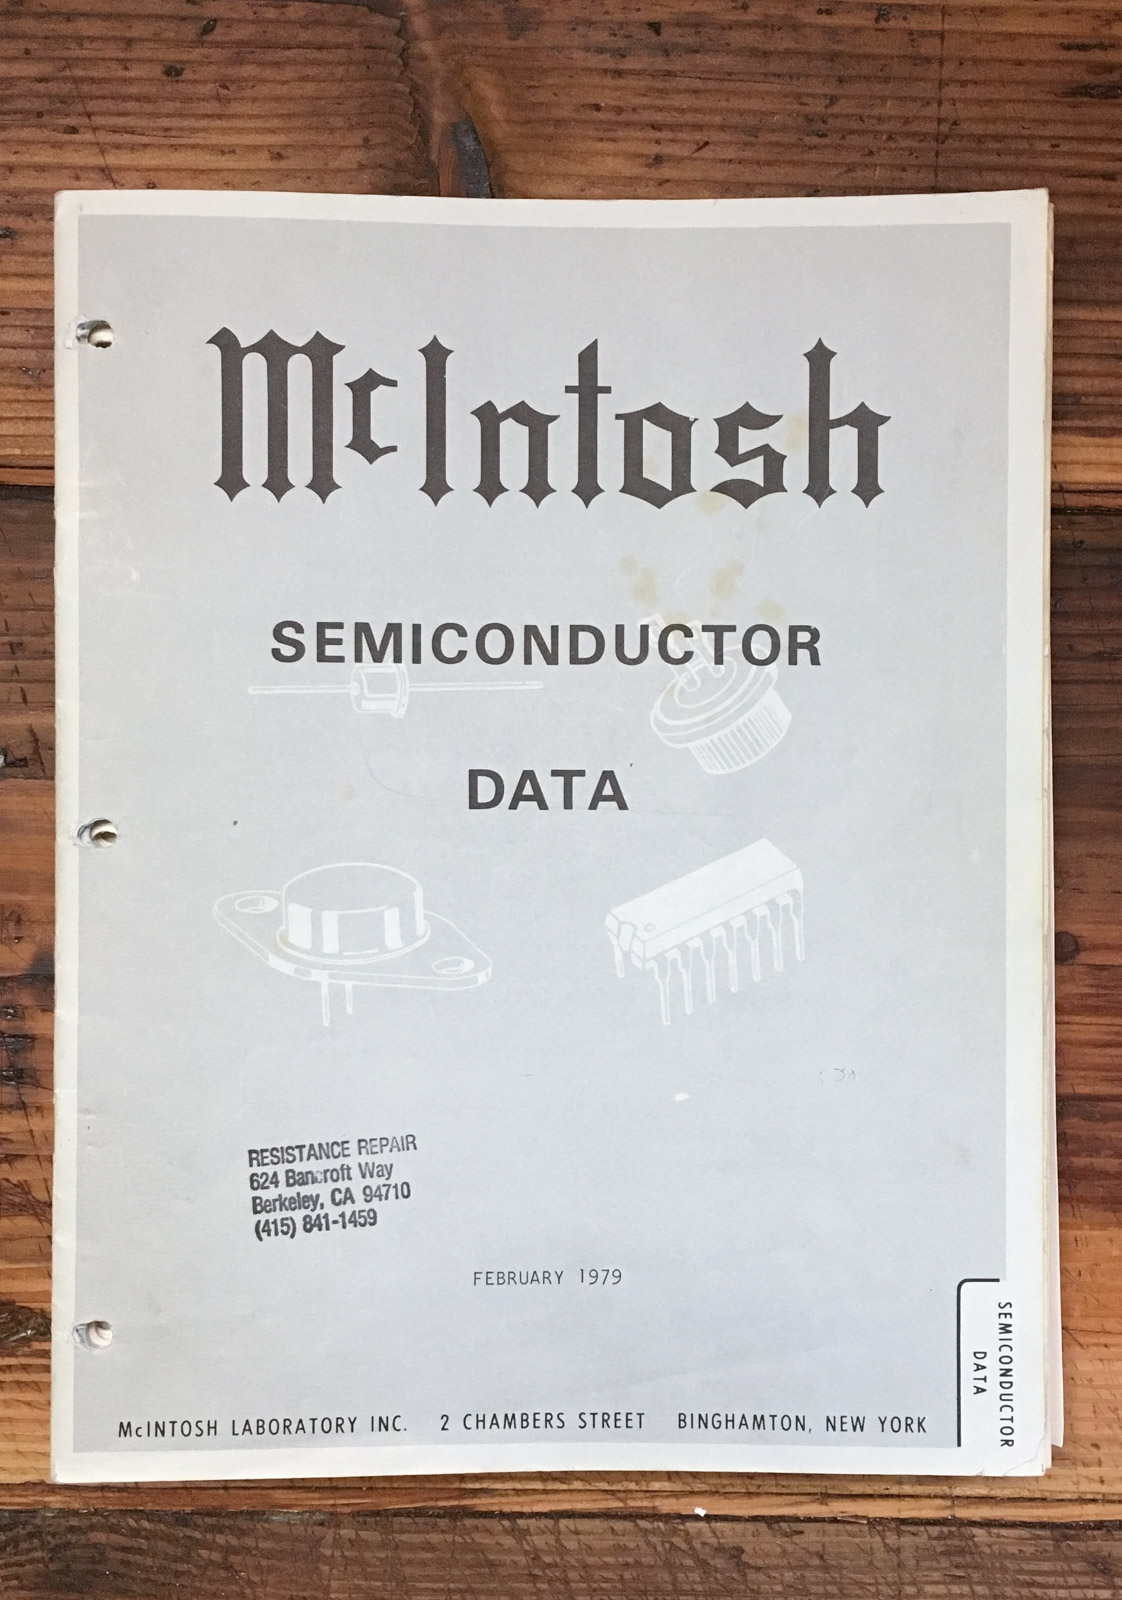 McIntosh
SEMICONDUCTOR
DATA
RESISTANCE REPAIR
624 Bancroft Way
Berkeley, CA 94710
(415) 841-1459
FEBRUARY 1979
SEMICONDUCTOR
DATA
McINTOSH LABORATORY INC. 2 CHAMBERS STREET BINGHAMTON, NEW YORK